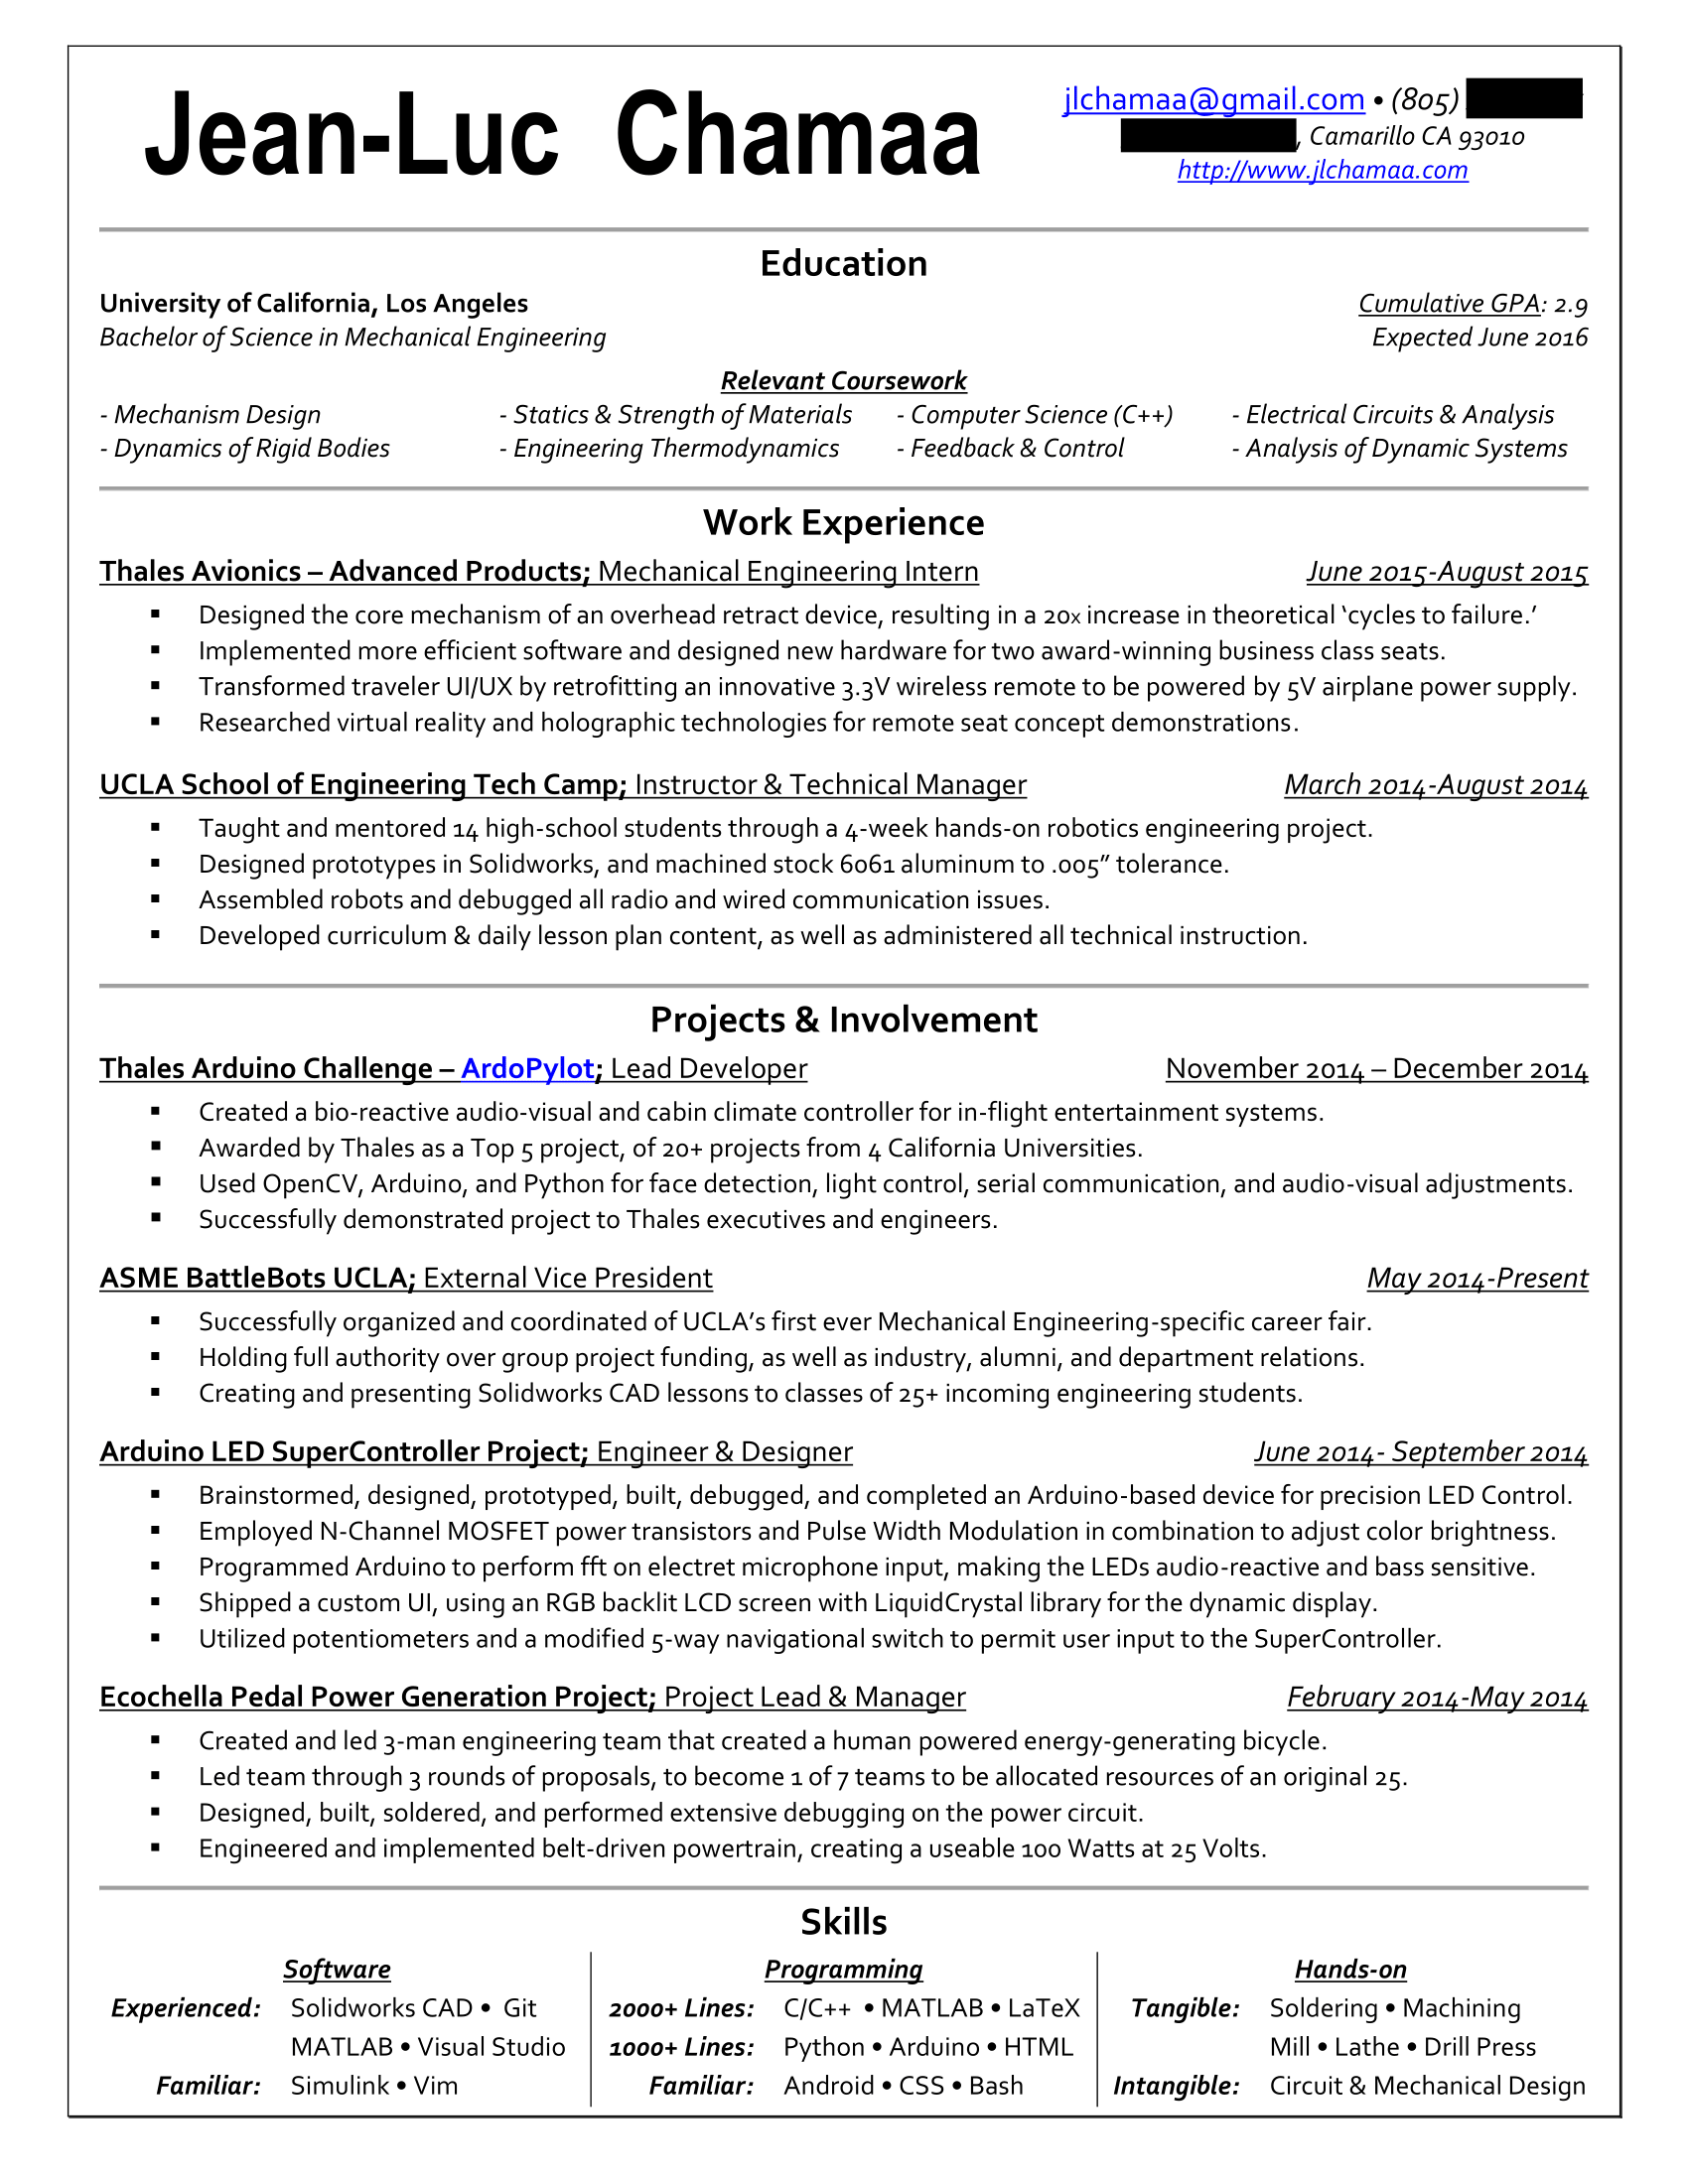 Jean-Luc Chamaa
jlchamaa@gmail.com • (805)
, Camarillo CA 93010
http://www.jlchamaa.com
Education
University of California, Los Angeles Cumulative GPA: 2.9
Bachelor of Science in Mechanical Engineering Expected June 2016
Relevant Coursework
- Mechanism Design - Statics & Strength of Materials - Computer Science (C++) - Electrical Circuits & Analysis
- Dynamics of Rigid Bodies - Engineering Thermodynamics - Feedback & Control - Analysis of Dynamic Systems
Work Experience
Thales Avionics – Advanced Products; Mechanical Engineering Intern June 2015-August 2015
▪ Designed the core mechanism of an overhead retract device, resulting in a 20x increase in theoretical ‘cycles to failure.’
▪ Implemented more efficient software and designed new hardware for two award-winning business class seats.
▪ Transformed traveler UI/UX by retrofitting an innovative 3.3V wireless remote to be powered by 5V airplane power supply.
▪ Researched virtual reality and holographic technologies for remote seat concept demonstrations.
UCLA School of Engineering Tech Camp; Instructor & Technical Manager March 2014-August 2014
▪ Taught and mentored 14 high-school students through a 4-week hands-on robotics engineering project.
▪ Designed prototypes in Solidworks, and machined stock 6061 aluminum to .005” tolerance.
▪ Assembled robots and debugged all radio and wired communication issues.
▪ Developed curriculum & daily lesson plan content, as well as administered all technical instruction.
Projects & Involvement
Thales Arduino Challenge – ArdoPylot; Lead Developer November 2014 – December 2014
▪ Created a bio-reactive audio-visual and cabin climate controller for in-flight entertainment systems.
▪ Awarded by Thales as a Top 5 project, of 20+ projects from 4 California Universities.
▪ Used OpenCV, Arduino, and Python for face detection, light control, serial communication, and audio-visual adjustments.
▪ Successfully demonstrated project to Thales executives and engineers.
ASME BattleBots UCLA; External Vice President May 2014-Present
▪ Successfully organized and coordinated of UCLA’s first ever Mechanical Engineering-specific career fair.
▪ Holding full authority over group project funding, as well as industry, alumni, and department relations.
▪ Creating and presenting Solidworks CAD lessons to classes of 25+ incoming engineering students.
Arduino LED SuperController Project; Engineer & Designer June 2014- September 2014
▪ Brainstormed, designed, prototyped, built, debugged, and completed an Arduino-based device for precision LED Control.
▪ Employed N-Channel MOSFET power transistors and Pulse Width Modulation in combination to adjust color brightness.
▪ Programmed Arduino to perform fft on electret microphone input, making the LEDs audio-reactive and bass sensitive.
▪ Shipped a custom UI, using an RGB backlit LCD screen with LiquidCrystal library for the dynamic display.
▪ Utilized potentiometers and a modified 5-way navigational switch to permit user input to the SuperController.
Ecochella Pedal Power Generation Project; Project Lead & Manager February 2014-May 2014
▪ Created and led 3-man engineering team that created a human powered energy-generating bicycle.
▪ Led team through 3 rounds of proposals, to become 1 of 7 teams to be allocated resources of an original 25.
▪ Designed, built, soldered, and performed extensive debugging on the power circuit.
▪ Engineered and implemented belt-driven powertrain, creating a useable 100 Watts at 25 Volts.
Skills
Software Programming Hands-on
Experienced: Solidworks CAD • Git 2000+ Lines: C/C++ • MATLAB • LaTeX Tangible: Soldering • Machining
MATLAB • Visual Studio 1000+ Lines: Python • Arduino • HTML Mill • Lathe • Drill Press
Familiar: Simulink • Vim Familiar: Android • CSS • Bash Intangible: Circuit & Mechanical Design